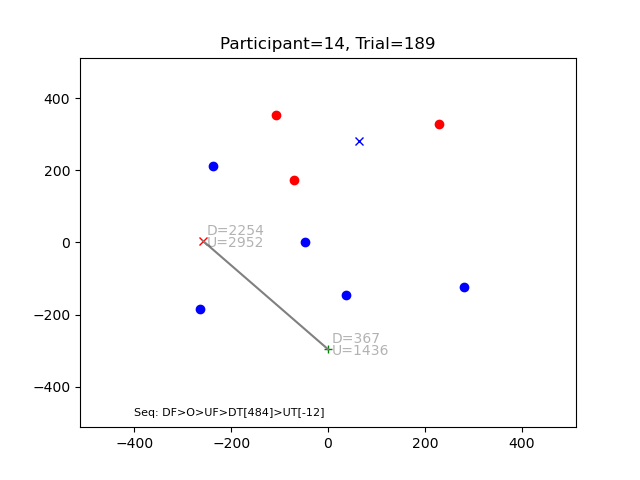 Participant=14, Trial=189
400
200
0
−200
−400
D=2254
U=2952
D=367
U=1436
Seq: DF>O>UF>DT[484]>UT[-12]
−400
−200
0
200
400